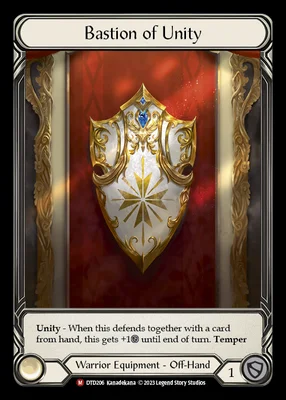 Bastion of Unity
Unity - When this defends together with a card
from hand, this gets +1 until end of turn. Temper
Warrior Equipment - Off-Hand
1
M DTD206 Kanadekana © 2023 Legend Story Studios